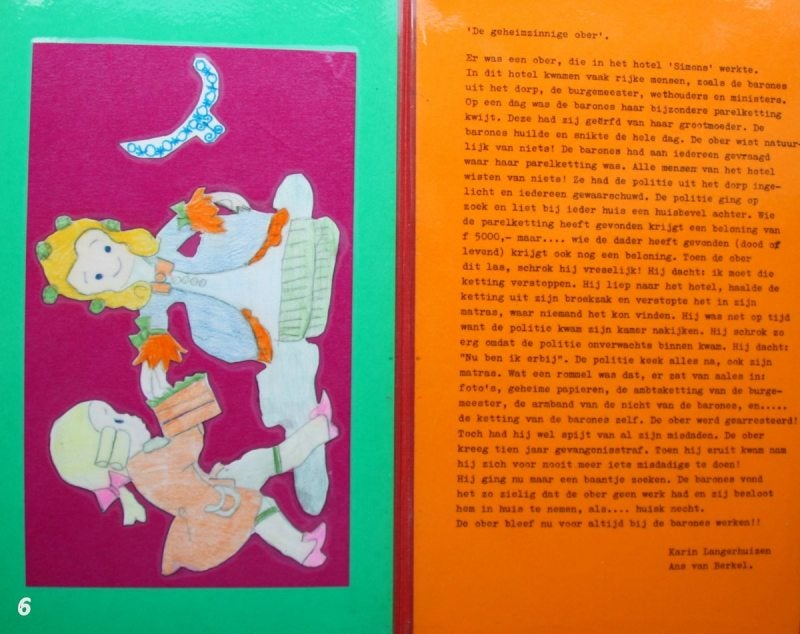 'De geheimzinnige ober'.
Er was een ober, die in het hotel 'Simons' werkte.
In dit hotel kwamen vaak rijke mensen, zoals de barones
uit het dorp, de burgemeester, wethouders en ministers.
Op een dag was de barones haar bijzondere parelketting
kwijt. Deze had zij geërfd van haar grootmoeder. De
barones huilde en snikte de hele dag. De ober wist natuur-
lijk van niets! De barones had aan iedereen gevraagd
waar haar parelketting was. Alle mensen van het hotel
wisten van niets! Ze had de politie uit het dorp inge-
licht en iedereen gewaarschuwd. De politie ging op
zoek en liet bij ieder huis een huisbevel achter. Wie
de parelketting heeft gevonden krijgt een beloning van
f 5000,- maar.... wie de dader heeft gevonden (dood of
levend) krijgt ook nog een beloning. Toen de ober
dit las, schrok hij vreselijk! Hij dacht: ik moet die
ketting verstoppen. Hij liep naar het hotel, haalde de
ketting uit zijn broekzak en verstopte het in zijn
matras, waar niemand het kon vinden. Hij was net op tijd
want de politie kwam zijn kamer nakijken. Hij schrok zo
erg omdat de politie onverwachts binnen kwam. Hij dacht:
"Nu ben ik erbij". De politie keek alles na, ook zijn
matras. Wat een rommel was dat, er zat van aales in:
foto's, geheime papieren, de ambtsketting van de burge-
meester, de armband van de nicht van de barones, en.....
de ketting van de barones zelf. De ober werd gearresteerd!
Toch had hij wel spijt van al zijn misdaden. De ober
kreeg tien jaar gevangenisstraf. Toen hij eruit kwam nam
hij zich voor nooit meer iets misdadigs te doen!
Hij ging nu maar een baantje zoeken. De barones vond
het zo zielig dat de ober geen werk had en zij besloot
hem in huis te nemen, als.... huisk necht.
De ober bleef nu voor altijd bij de barones werken!!
Karin Langerhuizen
Ans van Berkel.
6